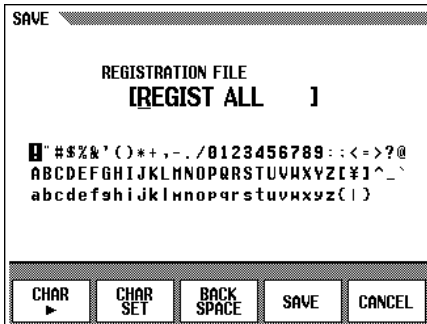 SAVE
REGISTRATION FILE
[REGIST ALL ]
!"#$%&'()*+,-./0123456789:;<=>?@
ABCDEFGHIJKLMNOPQRSTUVWXYZ[¥]^_`
abcdefghijklmnopqrstuvwxyz{|}
CHAR ►
CHAR SET
BACK SPACE
SAVE
CANCEL